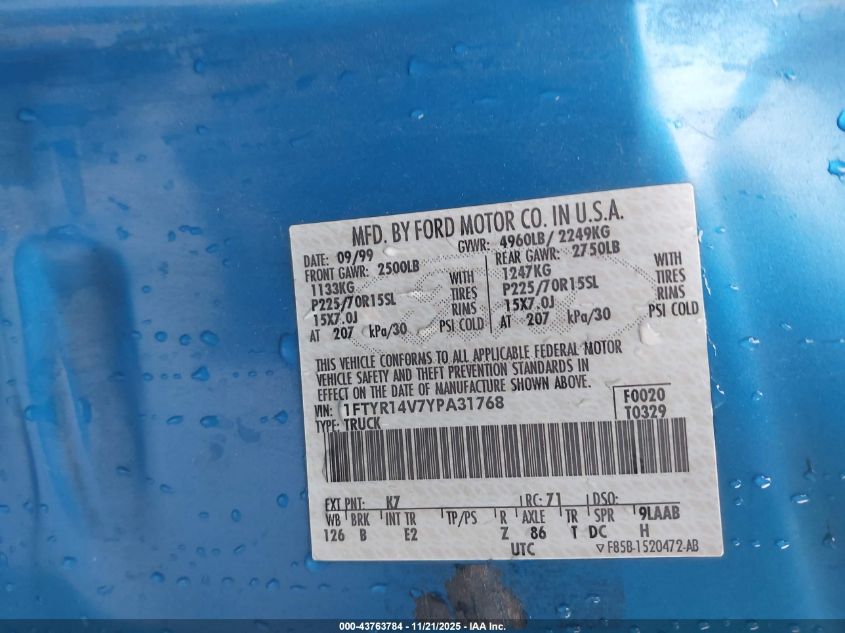 MFD. BY FORD MOTOR CO. IN U.S.A.
DATE: 09/99 GVWR: 4960LB/ 2249KG
FRONT GAWR: 2500LB REAR GAWR: 2750LB
1133KG WITH 1247KG WITH
P225/70R15SL TIRES P225/70R15SL TIRES
15X7.0J RIMS 15X7.0J RIMS
AT 207 kPa/30 PSI COLD AT 207 kPa/30 PSI COLD
THIS VEHICLE CONFORMS TO ALL APPLICABLE FEDERAL MOTOR
VEHICLE SAFETY AND THEFT PREVENTION STANDARDS IN
EFFECT ON THE DATE OF MANUFACTURE SHOWN ABOVE.
VIN: 1FTYR14V7YPA31768 F0020
TYPE: TRUCK T0329
EXT PNT: K7 RC: 71 DSO:
WB BRK INT TR TP/PS R AXLE TR SPR 9LAAB
126 B E2 Z 86 T DC H
UTC ▽F85B-1520472-AB
000-43763784 - 11/21/2025 - IAA Inc.